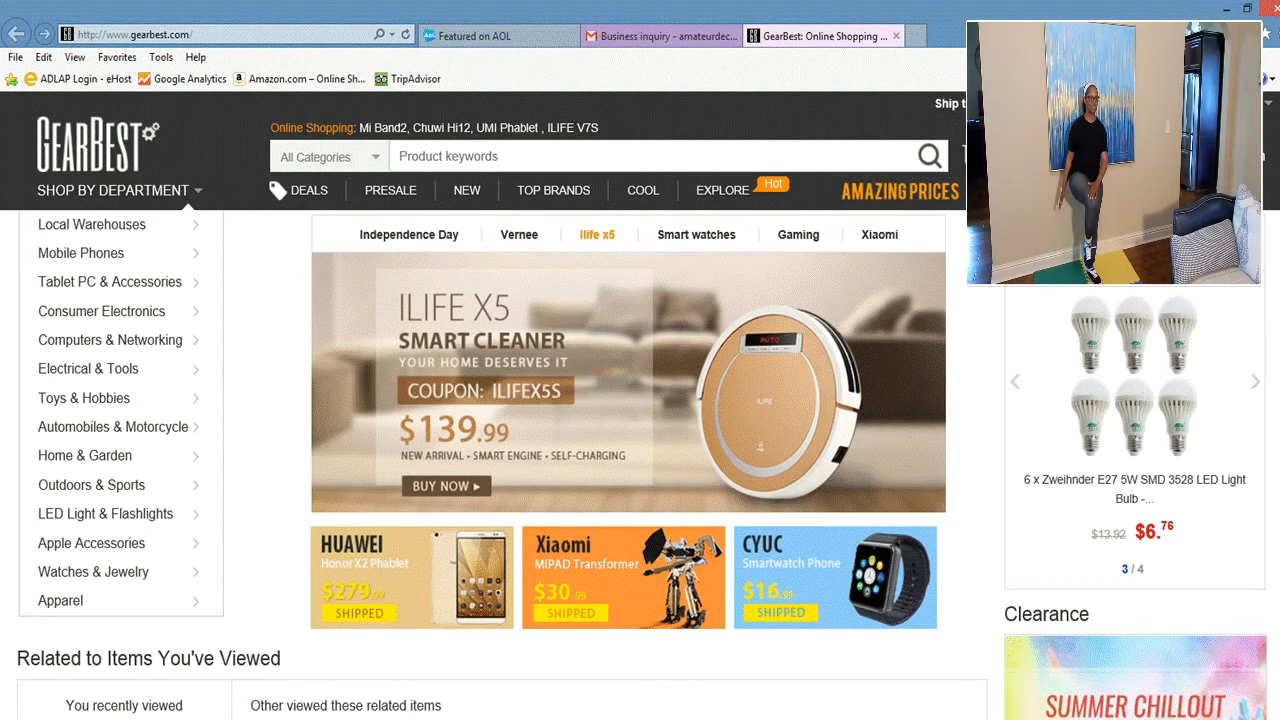 http://www.gearbest.com/
Featured on AOL
Business inquiry - amateurdec...
GearBest: Online Shopping ...
File Edit View Favorites Tools Help
ADLAP Login - eHost
Google Analytics
Amazon.com – Online Sh...
TripAdvisor
Ship t
GEARBEST
Online Shopping: Mi Band2, Chuwi Hi12, UMI Phablet , ILIFE V7S
All Categories
Product keywords
SHOP BY DEPARTMENT
DEALS
PRESALE
NEW
TOP BRANDS
COOL
EXPLORE
Hot
AMAZING PRICES
Local Warehouses
Mobile Phones
Tablet PC & Accessories
Consumer Electronics
Computers & Networking
Electrical & Tools
Toys & Hobbies
Automobiles & Motorcycle
Home & Garden
Outdoors & Sports
LED Light & Flashlights
Apple Accessories
Watches & Jewelry
Apparel
Independence Day
Vernee
Ilife x5
Smart watches
Gaming
Xiaomi
ILIFE X5
SMART CLEANER
YOUR HOME DESERVES IT
COUPON: ILIFEX5S
$139.99
NEW ARRIVAL • SMART ENGINE • SELF-CHARGING
BUY NOW
AUTO
ILIFE
HUAWEI
Honor X2 Phablet
$279.99
SHIPPED
Xiaomi
MIPAD Transformer
$30.99
SHIPPED
CYUC
Smartwatch Phone
$16.99
SHIPPED
6 x Zweihnder E27 5W SMD 3528 LED Light
Bulb -...
$13.92 $6.76
3 / 4
Clearance
SUMMER CHILLOUT
Related to Items You've Viewed
You recently viewed
Other viewed these related items